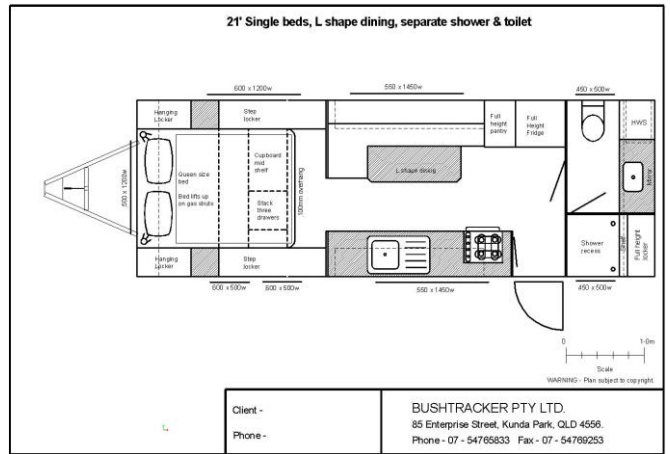 21' Single beds, L shape dining, separate shower & toilet
600 x 1200w
550 x 1450w
450 x 500w
Hanging
Locker
Step
locker
Full
height
pantry
Full
Height
Fridge
HWS
500 x 1200w
Queen size
bed
Bed lifts up
on gas struts
Cupboard
mid
shelf
Stack
three
drawers
100mm overhang
L shape dining
Vanity
Shower
recess
Shelf
Full height
locker
Hanging
Locker
Step
locker
600 x 500w
600 x 500w
550 x 1450w
450 x 500w
0
1·0m
Scale
WARNING - Plan subject to copyright
Client -
Phone -
BUSHTRACKER PTY LTD.
85 Enterprise Street, Kunda Park, QLD 4556.
Phone - 07 - 54765833 Fax - 07 - 54769253